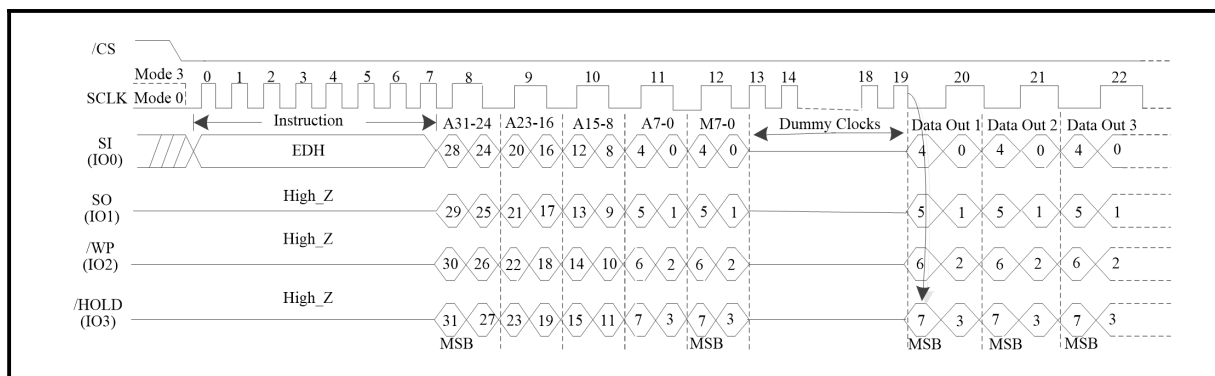 /CS
Mode 3 0 1 2 3 4 5 6 7 8 9 10 11 12 13 14 18 19 20 21 22
SCLK Mode 0
Instruction A31-24 A23-16 A15-8 A7-0 M7-0 Dummy Clocks Data Out 1 Data Out 2 Data Out 3
SI
(IO0)
EDH 28 24 20 16 12 8 4 0 4 0 4 0 4 0 4 0
SO
(IO1)
High_Z 29 25 21 17 13 9 5 1 5 1 5 1 5 1 5 1
/WP
(IO2)
High_Z 30 26 22 18 14 10 6 2 6 2 6 2 6 2 6 2
/HOLD
(IO3)
High_Z 31 27 23 19 15 11 7 3 7 3 7 3 7 3 7 3
MSB MSB MSB MSB MSB